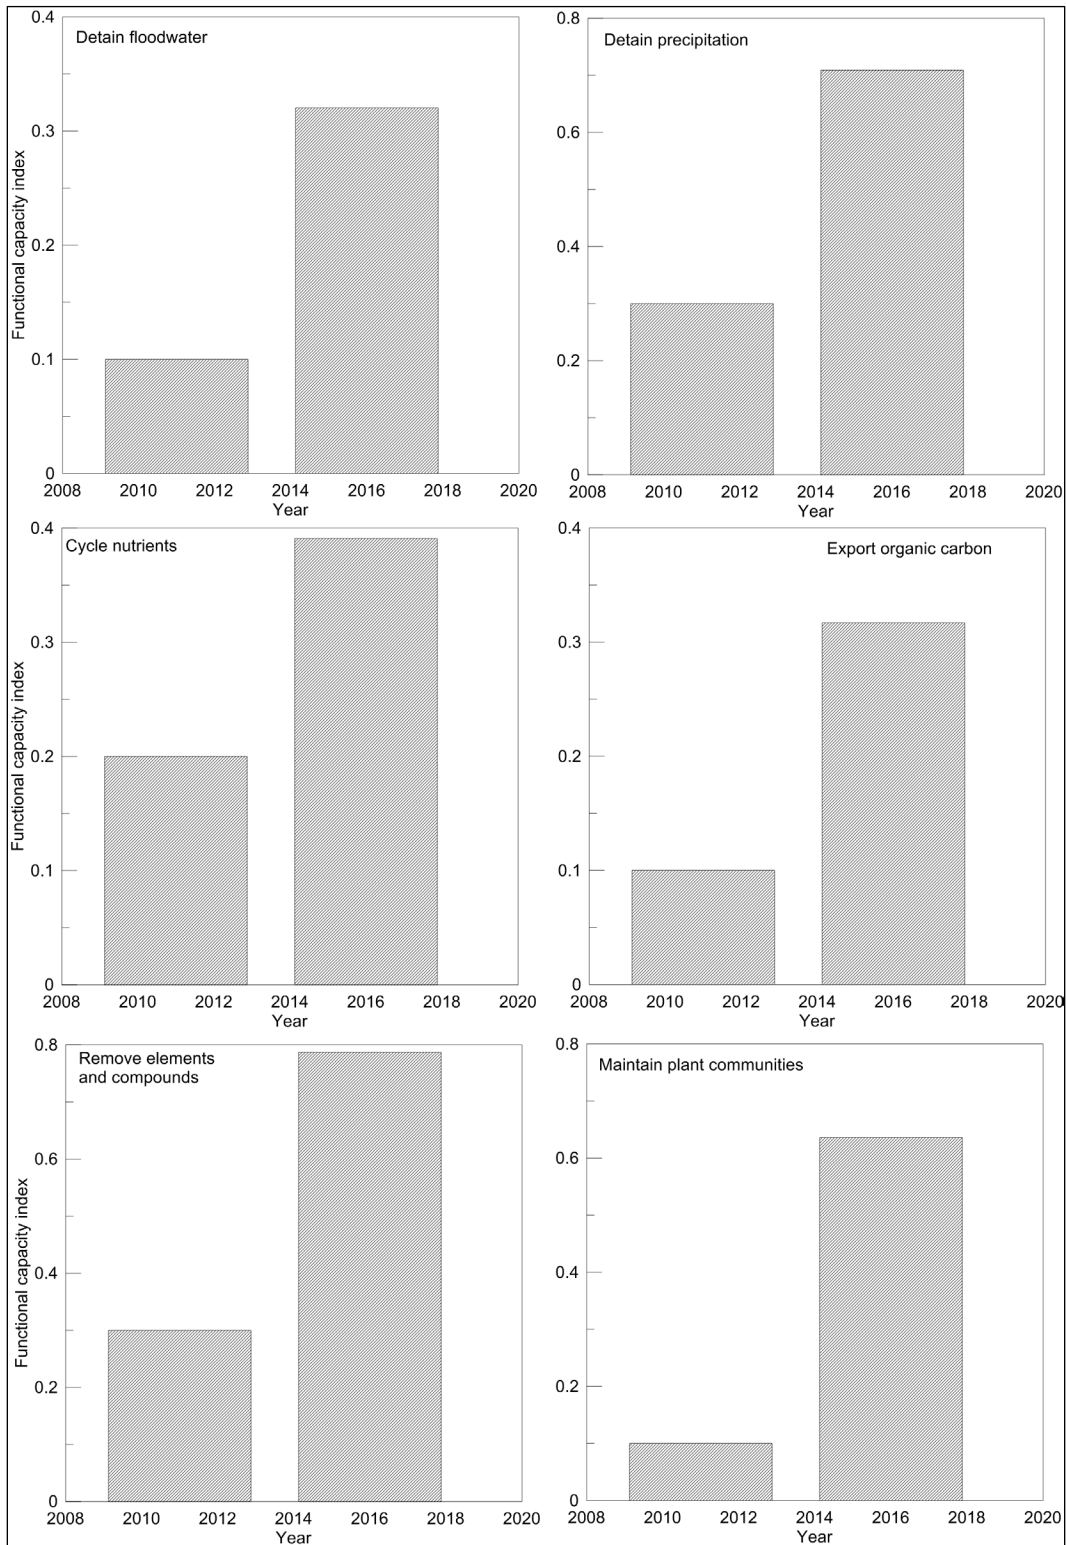 Detain floodwater
Functional capacity index
0.4
0.3
0.2
0.1
0
2008 2010 2012 2014 2016 2018 2020
Year
Detain precipitation
0.8
0.6
0.4
0.2
0
2008 2010 2012 2014 2016 2018 2020
Year
Cycle nutrients
Functional capacity index
0.4
0.3
0.2
0.1
0
2008 2010 2012 2014 2016 2018 2020
Year
Export organic carbon
0.4
0.3
0.2
0.1
0
2008 2010 2012 2014 2016 2018 2020
Year
Remove elements
and compounds
Functional capacity index
0.8
0.6
0.4
0.2
0
2008 2010 2012 2014 2016 2018 2020
Year
Maintain plant communities
0.8
0.6
0.4
0.2
0
2008 2010 2012 2014 2016 2018 2020
Year